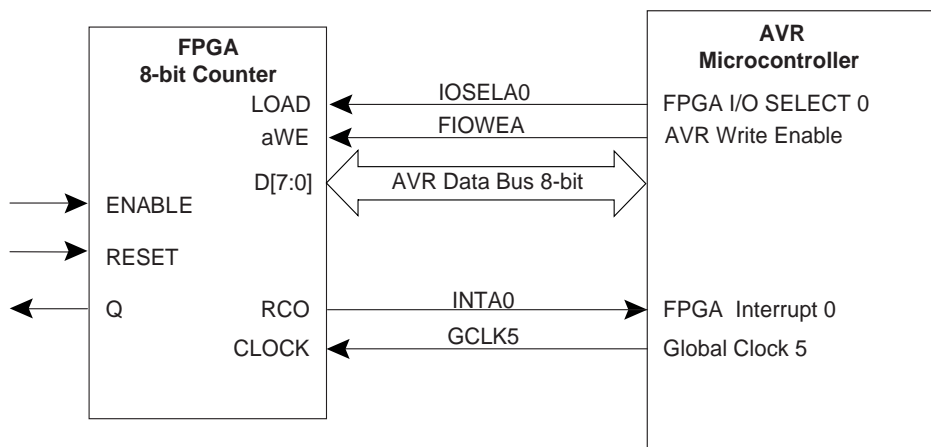 FPGA
8-bit Counter
AVR
Microcontroller
LOAD
IOSELA0
FPGA I/O SELECT 0
aWE
FIOWEA
AVR Write Enable
D[7:0]
AVR Data Bus 8-bit
ENABLE
RESET
Q
RCO
INTA0
FPGA Interrupt 0
CLOCK
GCLK5
Global Clock 5